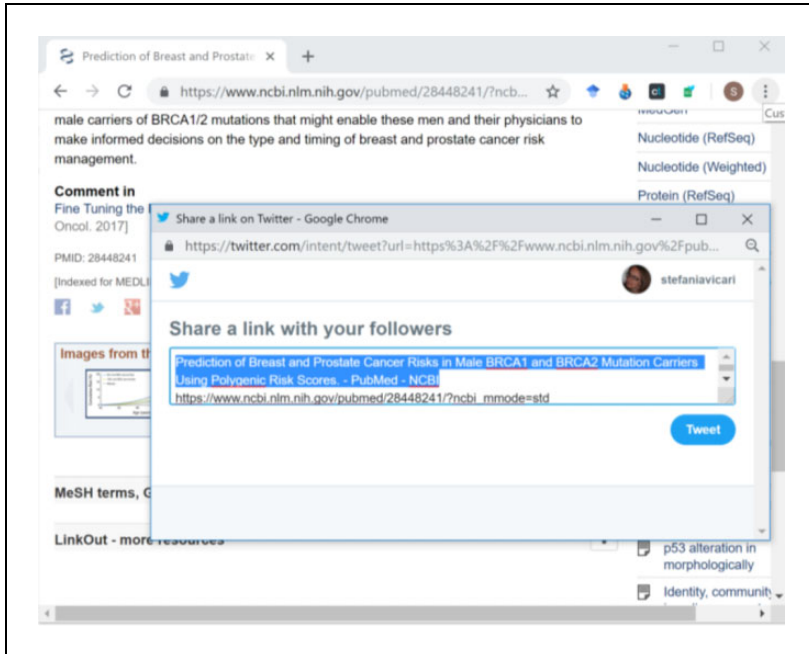 Prediction of Breast and Prostate
https://www.ncbi.nlm.nih.gov/pubmed/28448241/?ncb...
S
Cus
male carriers of BRCA1/2 mutations that might enable these men and their physicians to
make informed decisions on the type and timing of breast and prostate cancer risk
management.
Comment in
Fine Tuning the
Oncol. 2017]
PMID: 28448241
[Indexed for MEDLI
Images from th
MeSH terms, G
LinkOut - more resources
MedGen
Nucleotide (RefSeq)
Nucleotide (Weighted)
Protein (RefSeq)
Share a link on Twitter - Google Chrome
https://twitter.com/intent/tweet?url=https%3A%2F%2Fwww.ncbi.nlm.nih.gov%2Fpub...
stefaniavicari
Share a link with your followers
Prediction of Breast and Prostate Cancer Risks in Male BRCA1 and BRCA2 Mutation Carriers
Using Polygenic Risk Scores. - PubMed - NCBI
https://www.ncbi.nlm.nih.gov/pubmed/28448241/?ncbi_mmode=std
Tweet
p53 alteration in
morphologically
Identity, community